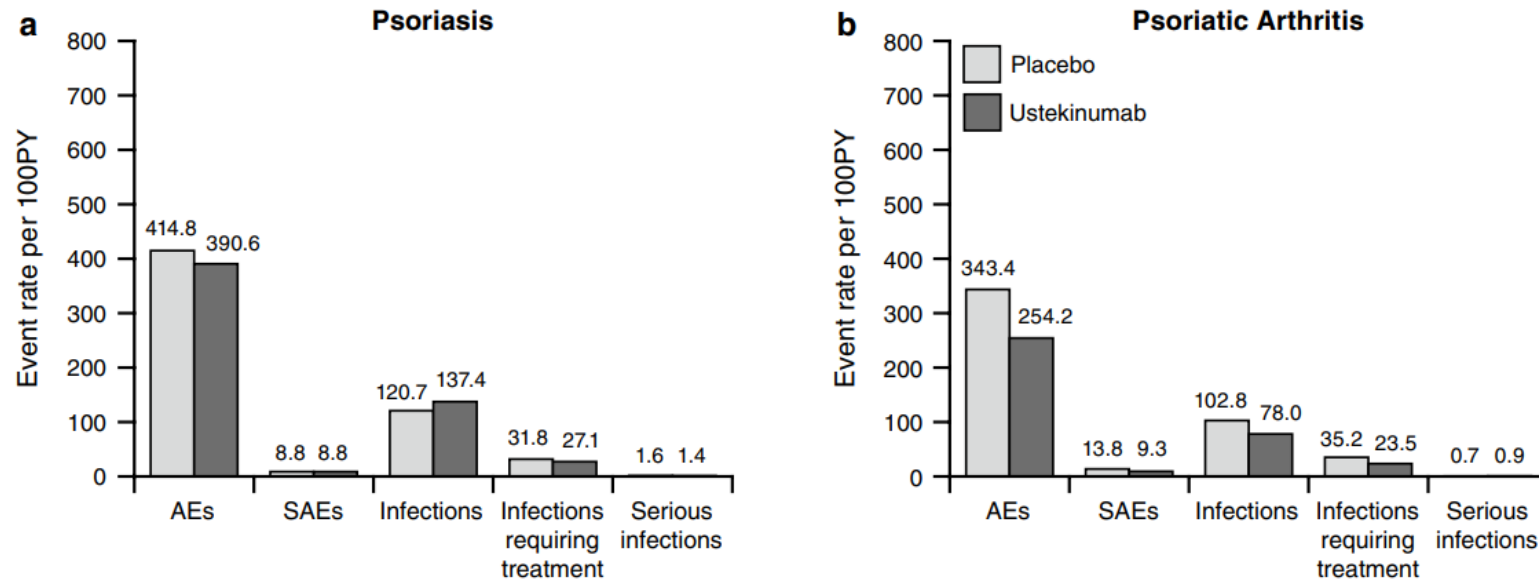 a
Psoriasis
Event rate per 100PY
800
700
600
500
400
300
200
100
0
414.8
390.6
8.8 8.8
120.7
137.4
31.8
27.1
1.6 1.4
AEs
SAEs
Infections
Infections
requiring
treatment
Serious
infections
b
Psoriatic Arthritis
Placebo
Ustekinumab
Event rate per 100PY
800
700
600
500
400
300
200
100
0
343.4
254.2
13.8 9.3
102.8
78.0
35.2
23.5
0.7 0.9
AEs
SAEs
Infections
Infections
requiring
treatment
Serious
infections